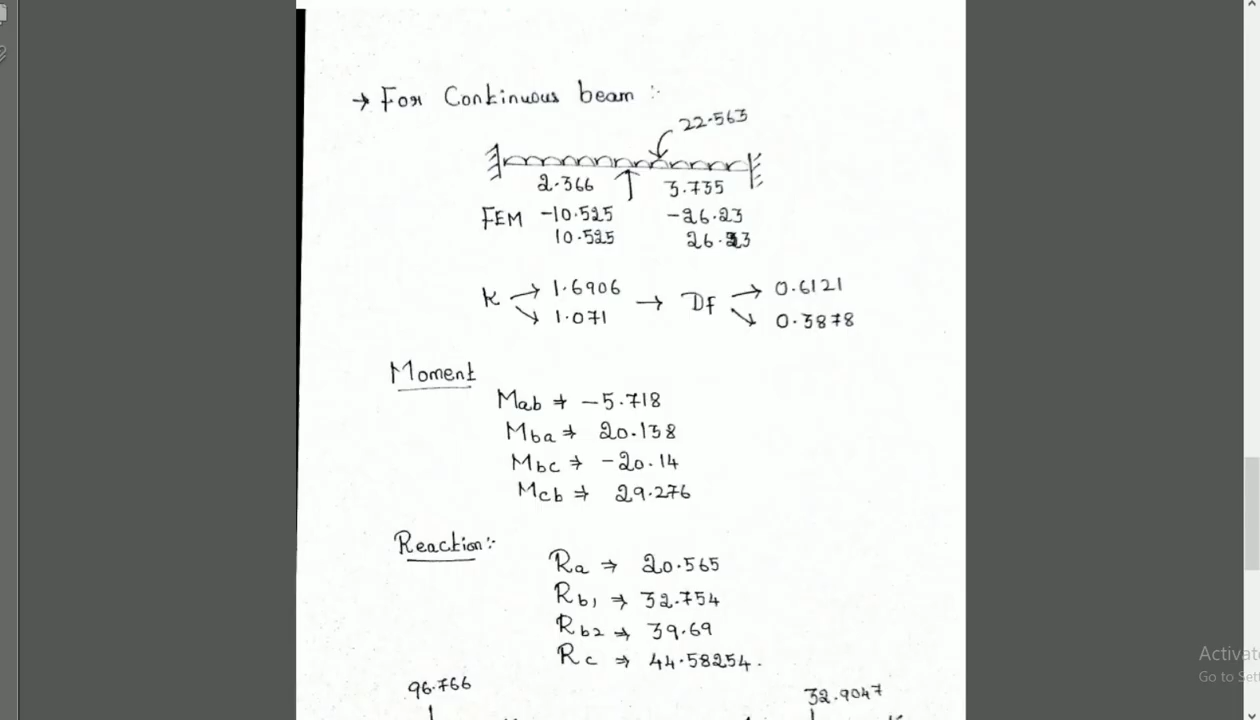 → For Continuous beam :-
22.563
2.366 3.735
FEM -10.525 -26.23
10.525 26.23
K → 1.6906 → Df → 0.6121
↘ 1.071 ↘ 0.3878
Moment
Mab ⇒ -5.718
Mba ⇒ 20.138
Mbc ⇒ -20.14
Mcb ⇒ 29.276
Reaction:-
Ra ⇒ 20.565
Rb1 ⇒ 32.754
Rb2 ⇒ 39.69
Rc ⇒ 44.58254.
96.766 32.9047
Activat
Go to Set